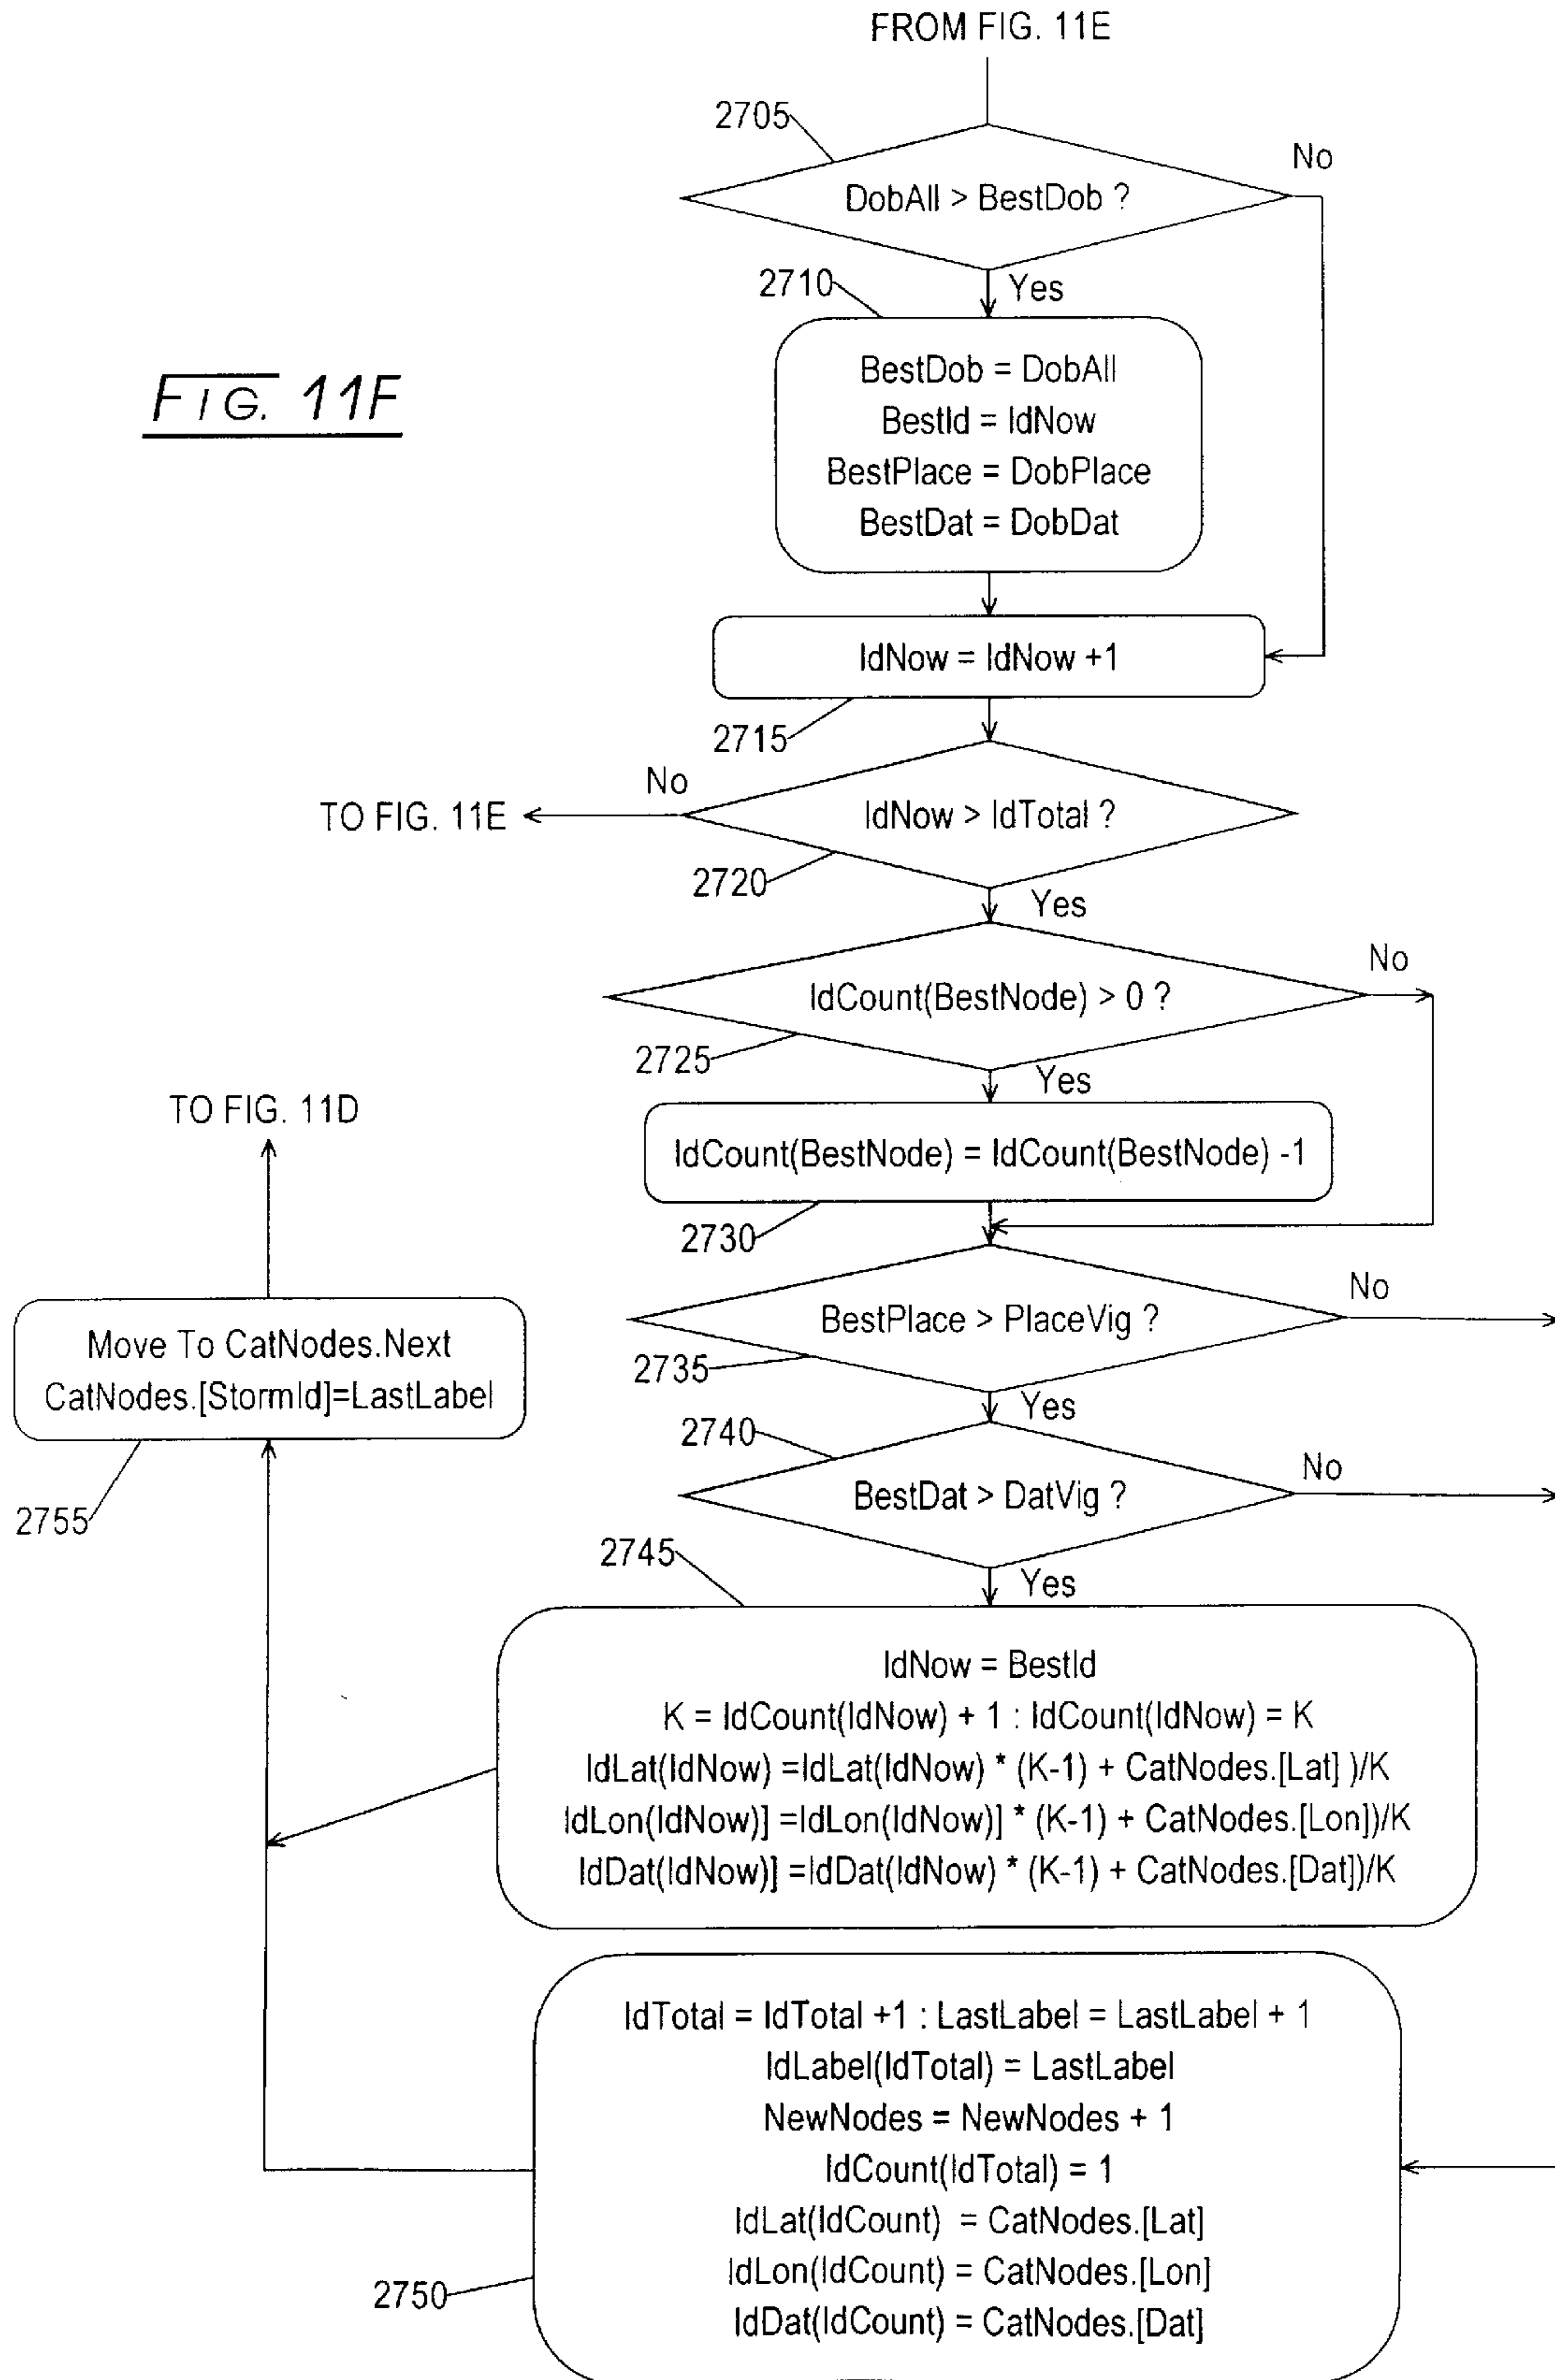 FROM FIG. 11E
2705
No
DobAll > BestDob ?
2710
Yes
FIG. 11F
BestDob = DobAll
BestId = IdNow
BestPlace = DobPlace
BestDat = DobDat
IdNow = IdNow +1
2715
No
TO FIG. 11E
IdNow > IdTotal ?
2720
Yes
No
IdCount(BestNode) > 0 ?
2725
Yes
TO FIG. 11D
IdCount(BestNode) = IdCount(BestNode) -1
2730
No
BestPlace > PlaceVig ?
2735
Move To CatNodes.Next
CatNodes.[StormId]=LastLabel
2755
Yes
2740
No
BestDat > DatVig ?
2745
Yes
IdNow = BestId
K = IdCount(IdNow) + 1 : IdCount(IdNow) = K
IdLat(IdNow) =IdLat(IdNow) * (K-1) + CatNodes.[Lat] )/K
IdLon(IdNow)] =IdLon(IdNow)] * (K-1) + CatNodes.[Lon])/K
IdDat(IdNow)] =IdDat(IdNow) * (K-1) + CatNodes.[Dat])/K
IdTotal = IdTotal +1 : LastLabel = LastLabel + 1
IdLabel(IdTotal) = LastLabel
NewNodes = NewNodes + 1
IdCount(IdTotal) = 1
IdLat(IdCount) = CatNodes.[Lat]
IdLon(IdCount) = CatNodes.[Lon]
IdDat(IdCount) = CatNodes.[Dat]
2750